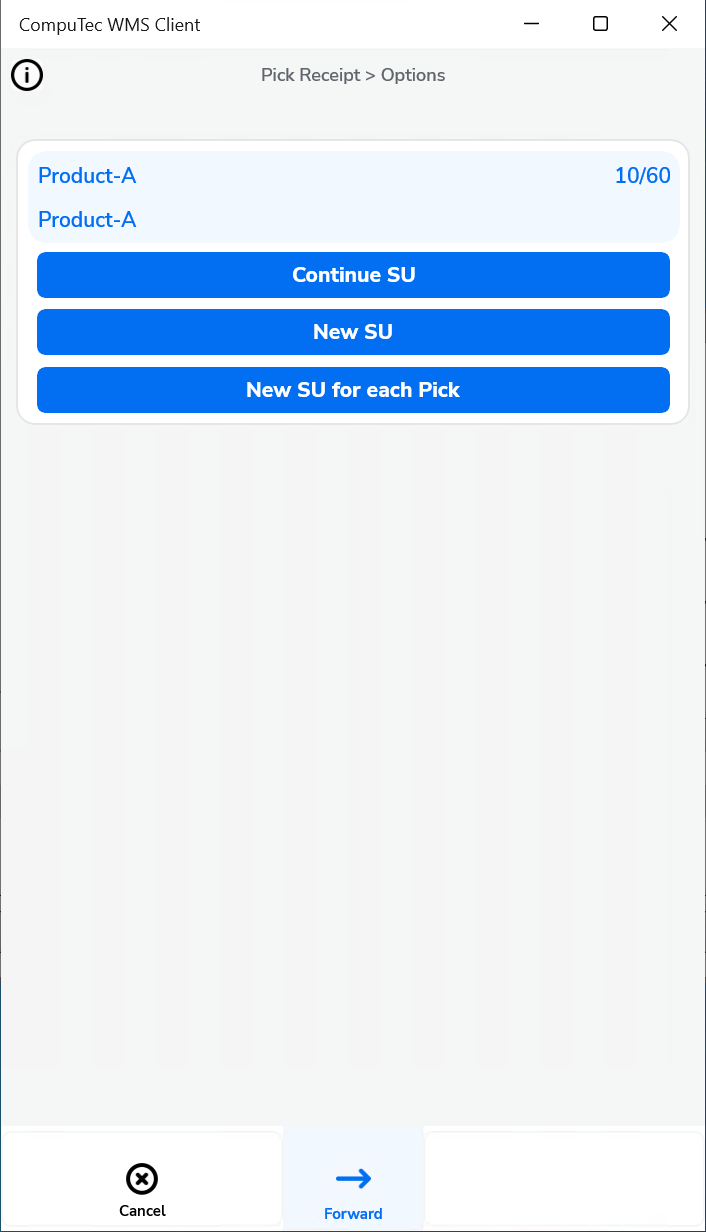 CompuTec WMS Client
Pick Receipt > Options
Product-A 10/60
Product-A
Continue SU
New SU
New SU for each Pick
Cancel
Forward